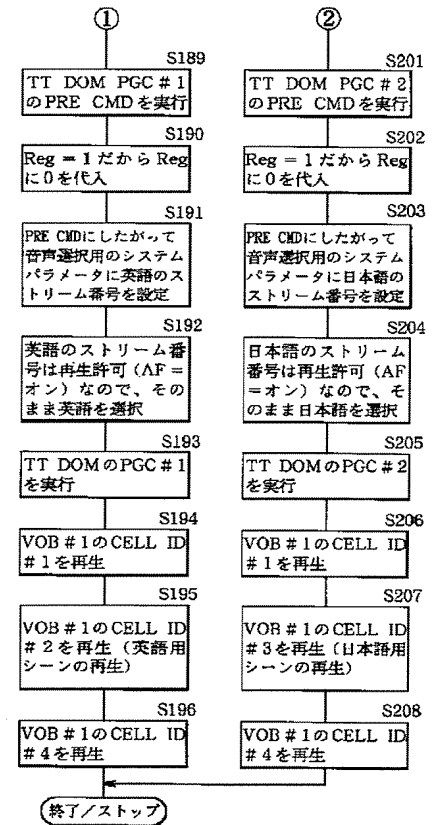 ①
S189
TT DOM PGC#1
のPRE CMDを実行
S190
Reg=1だからReg
に0を代入
S191
PRE CMDにしたがって
音声選択用のシステム
パラメータに英語のス
トリーム番号を設定
S192
英語のストリーム番
号は再生許可(AF=
オン)なので、その
まま英語を選択
S193
TT DOMのPGC#1
を実行
S194
VOB#1のCELL ID
#1を再生
S195
VOB#1のCELL ID
#2を再生(英語用
シーンの再生)
S196
VOB#1のCELL ID
#4を再生
終了/ストップ
②
S201
TT DOM PGC#2
のPRE CMDを実行
S202
Reg=1だからReg
に0を代入
S203
PRE CMDにしたがって
音声選択用のシステム
パラメータに日本語の
ストリーム番号を設定
S204
日本語のストリーム
番号は再生許可(AF
=オン)なので、そ
のまま日本語を選択
S205
TT DOMのPGC#2
を実行
S206
VOB#1のCELL ID
#1を再生
S207
VOB#1のCELL ID
#3を再生(日本語用
シーンの再生)
S208
VOB#1のCELL ID
#4を再生